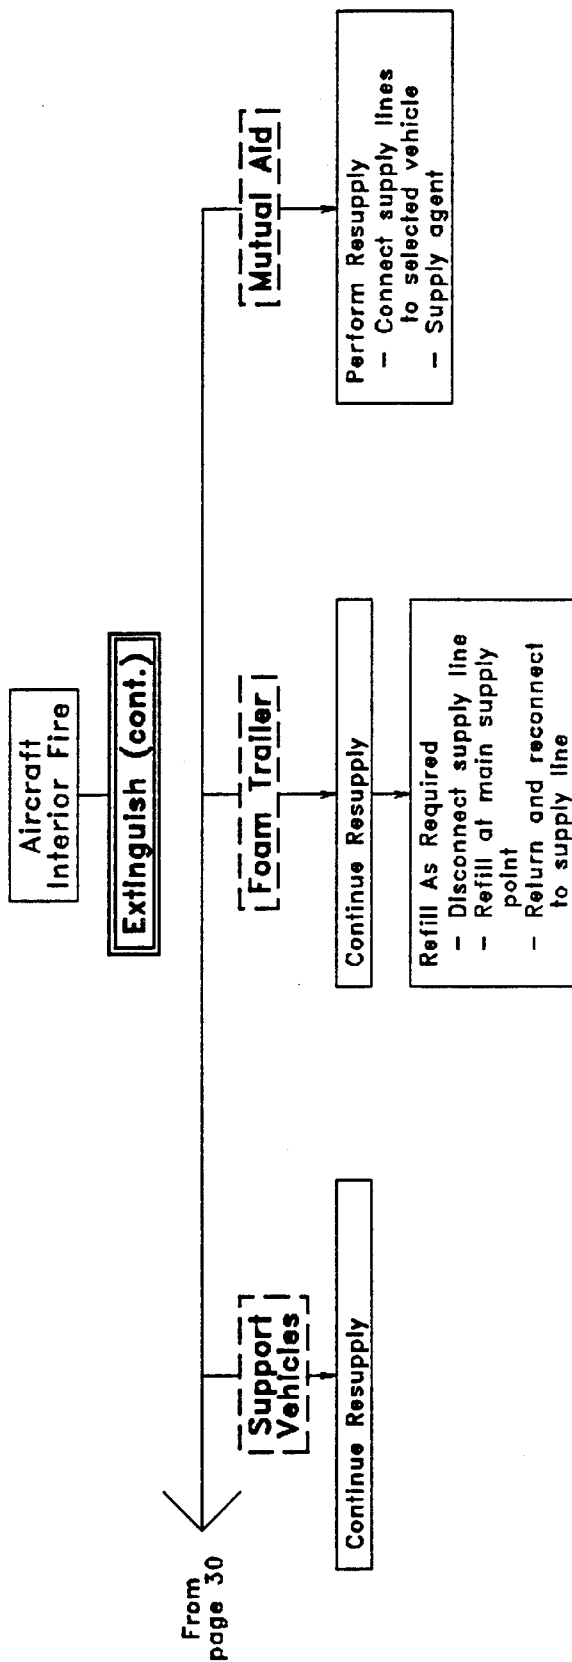 Aircraft
Interior Fire
Extinguish (cont.)
From
page 30
Support
Vehicles
Continue Resupply
Foam Trailer
Continue Resupply
Refill As Required
- Disconnect supply line
- Refill at main supply
point
- Return and reconnect
to supply line
Mutual Aid
Perform Resupply
- Connect supply lines
to selected vehicle
- Supply agent